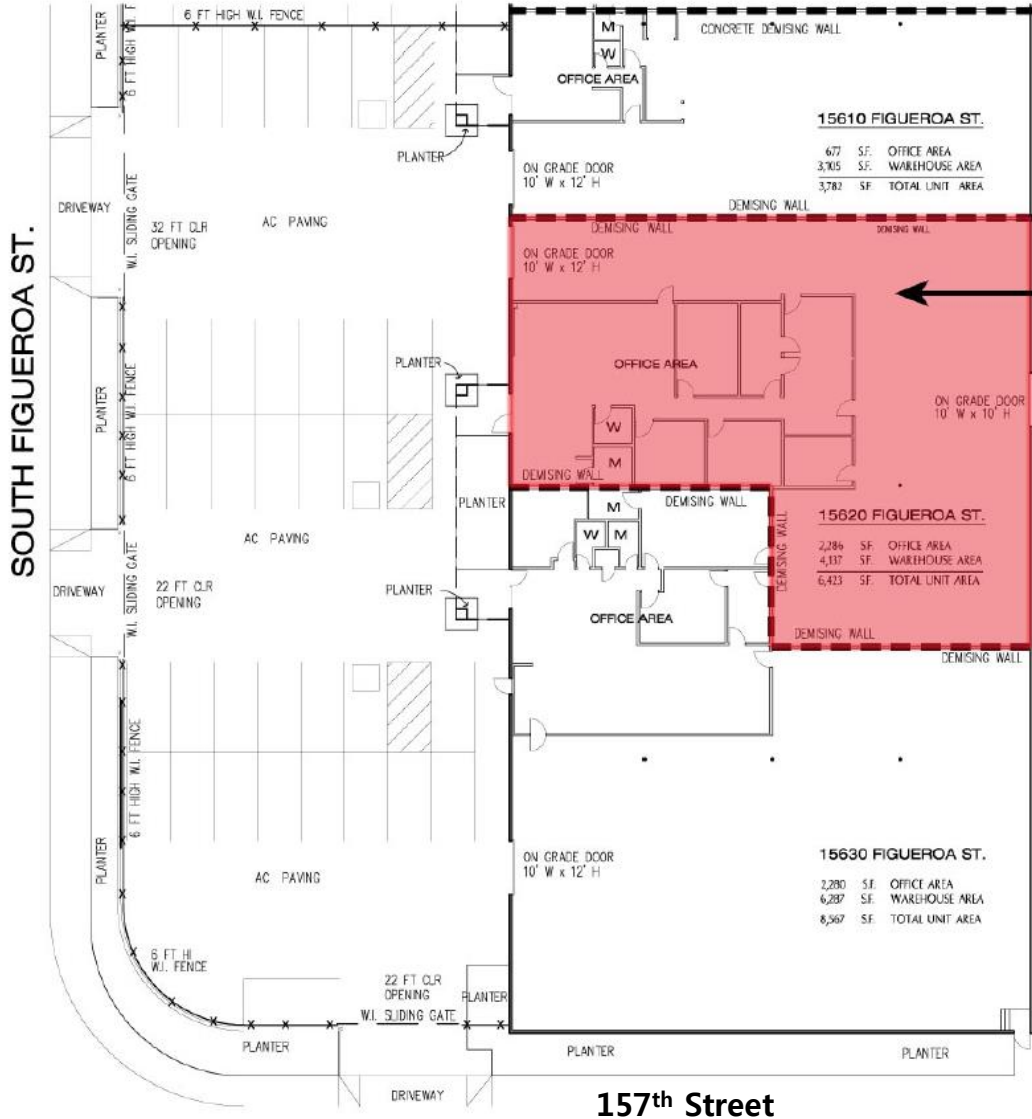 6 FT HIGH W.I. FENCE
PLANTER
6 FT HIGH W.I. F
M
W
OFFICE AREA
CONCRETE DEMISING WALL
15610 FIGUEROA ST.
677 S.F. OFFICE AREA
3,105 S.F. WAREHOUSE AREA
3,782 SF TOTAL UNIT AREA
PLANTER
ON GRADE DOOR
10' W x 12' H
DEMISING WALL
DRIVEWAY
W.I. SLIDING GATE
32 FT CLR
OPENING
AC PAVING
SOUTH FIGUEROA ST.
DEMISING WALL
DEMISING WALL
ON GRADE DOOR
10' W x 12' H
PLANTER
OFFICE AREA
PLANTER
6 FT HIGH W.I. FENCE
ON GRADE DOOR
10' W x 10' H
W
M
DEMISING WALL
PLANTER
M
DEMISING WALL
W
M
DEMISING WALL
15620 FIGUEROA ST.
2,286 SF. OFFICE AREA
4,137 SF. WAREHOUSE AREA
6,423 SF. TOTAL UNIT AREA
AC PAVING
DRIVEWAY
W.I. SLIDING GATE
22 FT CLR
OPENING
PLANTER
OFFICE AREA
DEMISING WALL
DEMISING WALL
6 FT HIGH W.I. FENCE
PLANTER
AC PAVING
ON GRADE DOOR
10' W x 12' H
15630 FIGUEROA ST.
2,280 S.F. OFFICE AREA
6,287 S.F. WAREHOUSE AREA
8,567 S.F. TOTAL UNIT AREA
6 FT HI
W.I. FENCE
22 FT CLR
OPENING
PLANTER
W.I. SLIDING GATE
PLANTER
PLANTER
PLANTER
DRIVEWAY
157th Street